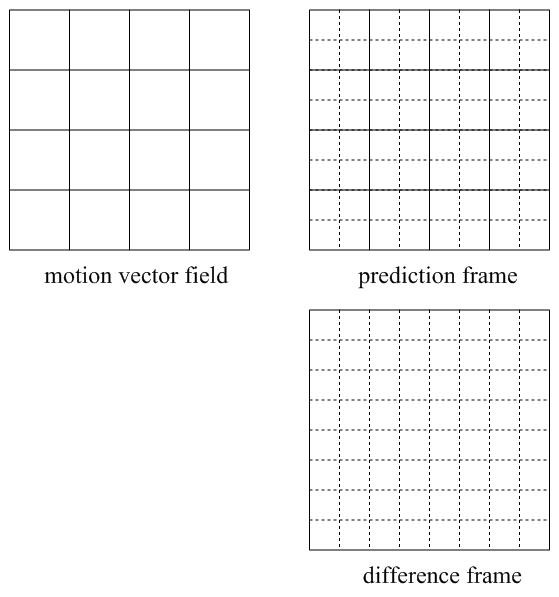 motion vector field
prediction frame
difference frame